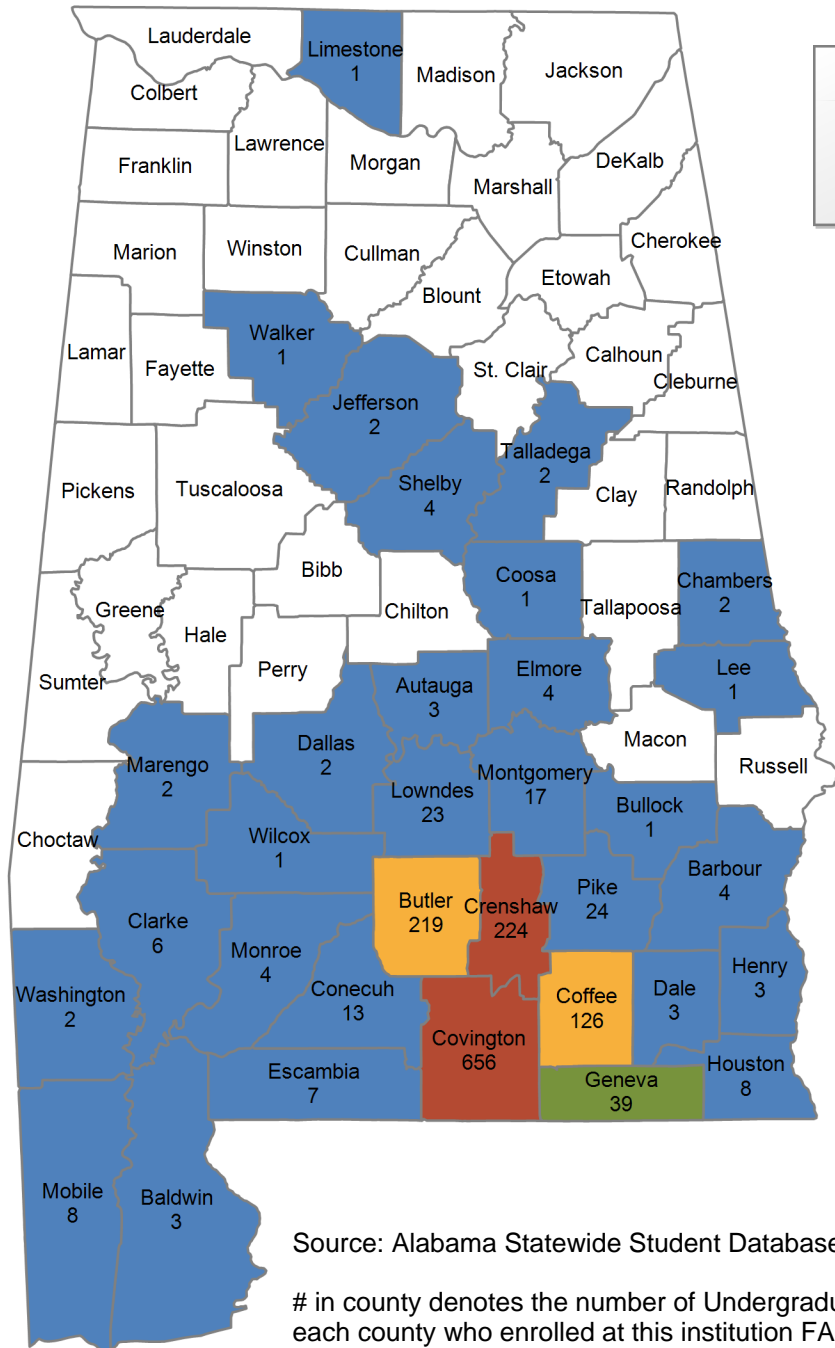 Lauderdale
Limestone
1
Madison
Jackson
Colbert
Lawrence
Franklin
Morgan
DeKalb
Marshall
Marion
Winston
Cullman
Cherokee
Etowah
Blount
Walker
1
Lamar
Fayette
St. Clair
Calhoun
Cleburne
Jefferson
2
Talladega
2
Shelby
4
Pickens
Tuscaloosa
Clay
Randolph
Bibb
Coosa
1
Chambers
2
Greene
Hale
Chilton
Tallapoosa
Sumter
Perry
Elmore
4
Lee
1
Autauga
3
Dallas
2
Macon
Marengo
2
Montgomery
17
Russell
Lowndes
23
Bullock
1
Choctaw
Wilcox
1
Barbour
4
Butler
219
Crenshaw
224
Pike
24
Clarke
6
Monroe
4
Henry
3
Washington
2
Conecuh
13
Coffee
126
Dale
3
Covington
656
Houston
8
Escambia
7
Geneva
39
Mobile
8
Baldwin
3
Source: Alabama Statewide Student Database
# in county denotes the number of Undergradu
each county who enrolled at this institution FA